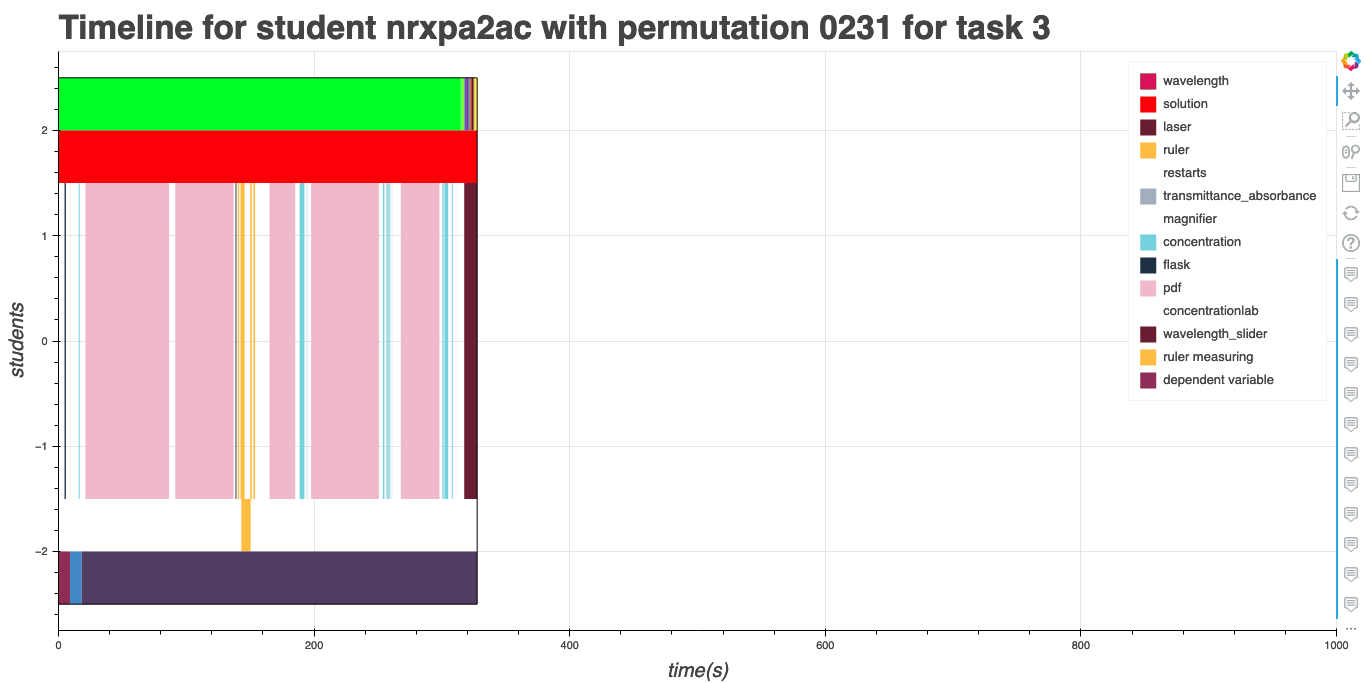 Timeline for student nrxpa2ac with permutation 0231 for task 3
wavelength
solution
laser
ruler
restarts
transmittance_absorbance
magnifier
concentration
flask
pdf
concentrationlab
wavelength_slider
ruler measuring
dependent variable
students
2
1
0
−1
−2
0
200
400
600
800
1000
time(s)